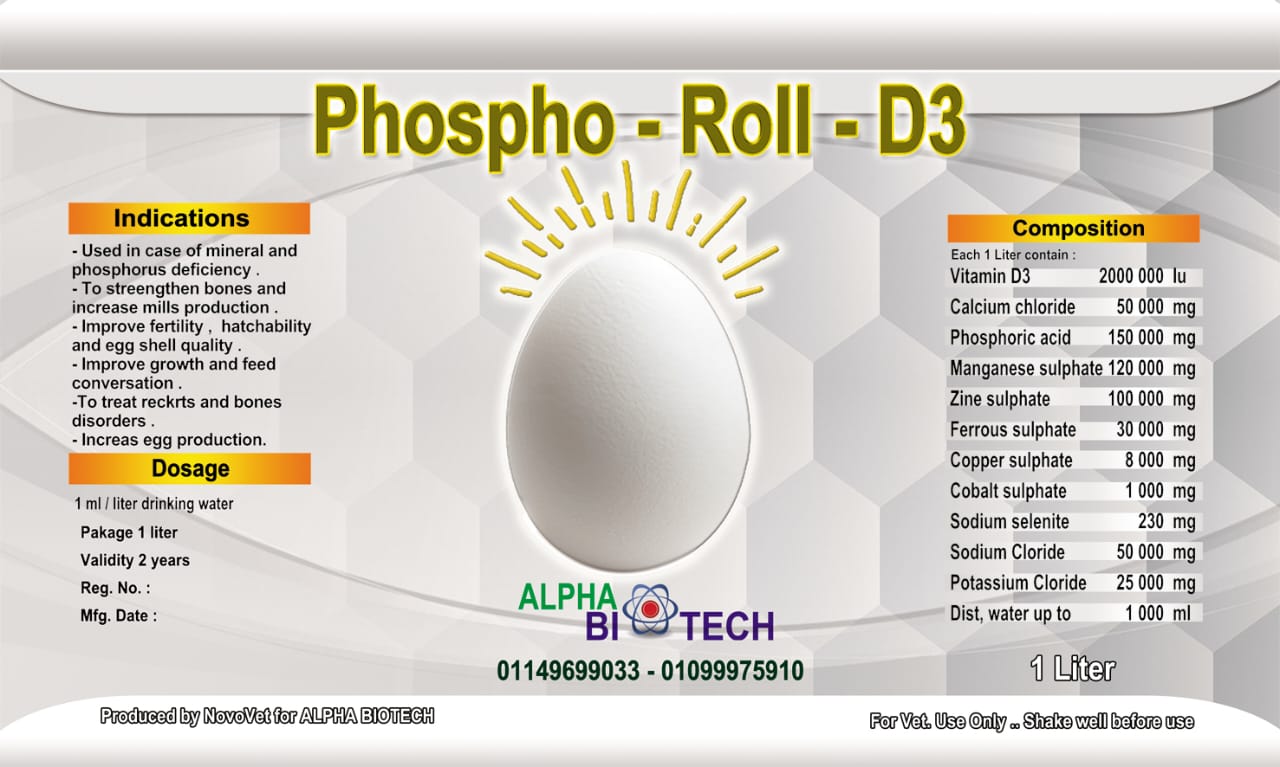 Phospho - Roll - D3
Indications
- Used in case of mineral and
phosphorus deficiency .
- To streengthen bones and
increase mills production .
- Improve fertility , hatchability
and egg shell quality .
- Improve growth and feed
conversation .
-To treat reckrts and bones
disorders .
- Increas egg production.
Dosage
1 ml / liter drinking water
Pakage 1 liter
Validity 2 years
Reg. No. :
Mfg. Date :
ALPHA
BIOTECH
01149699033 - 01099975910
Composition
Each 1 Liter contain :
Vitamin D3 2000 000 Iu
Calcium chloride 50 000 mg
Phosphoric acid 150 000 mg
Manganese sulphate 120 000 mg
Zine sulphate 100 000 mg
Ferrous sulphate 30 000 mg
Copper sulphate 8 000 mg
Cobalt sulphate 1 000 mg
Sodium selenite 230 mg
Sodium Cloride 50 000 mg
Potassium Cloride 25 000 mg
Dist, water up to 1 000 ml
1 Liter
Produced by NovoVet for ALPHA BIOTECH
For Vet. Use Only .. Shake well before use